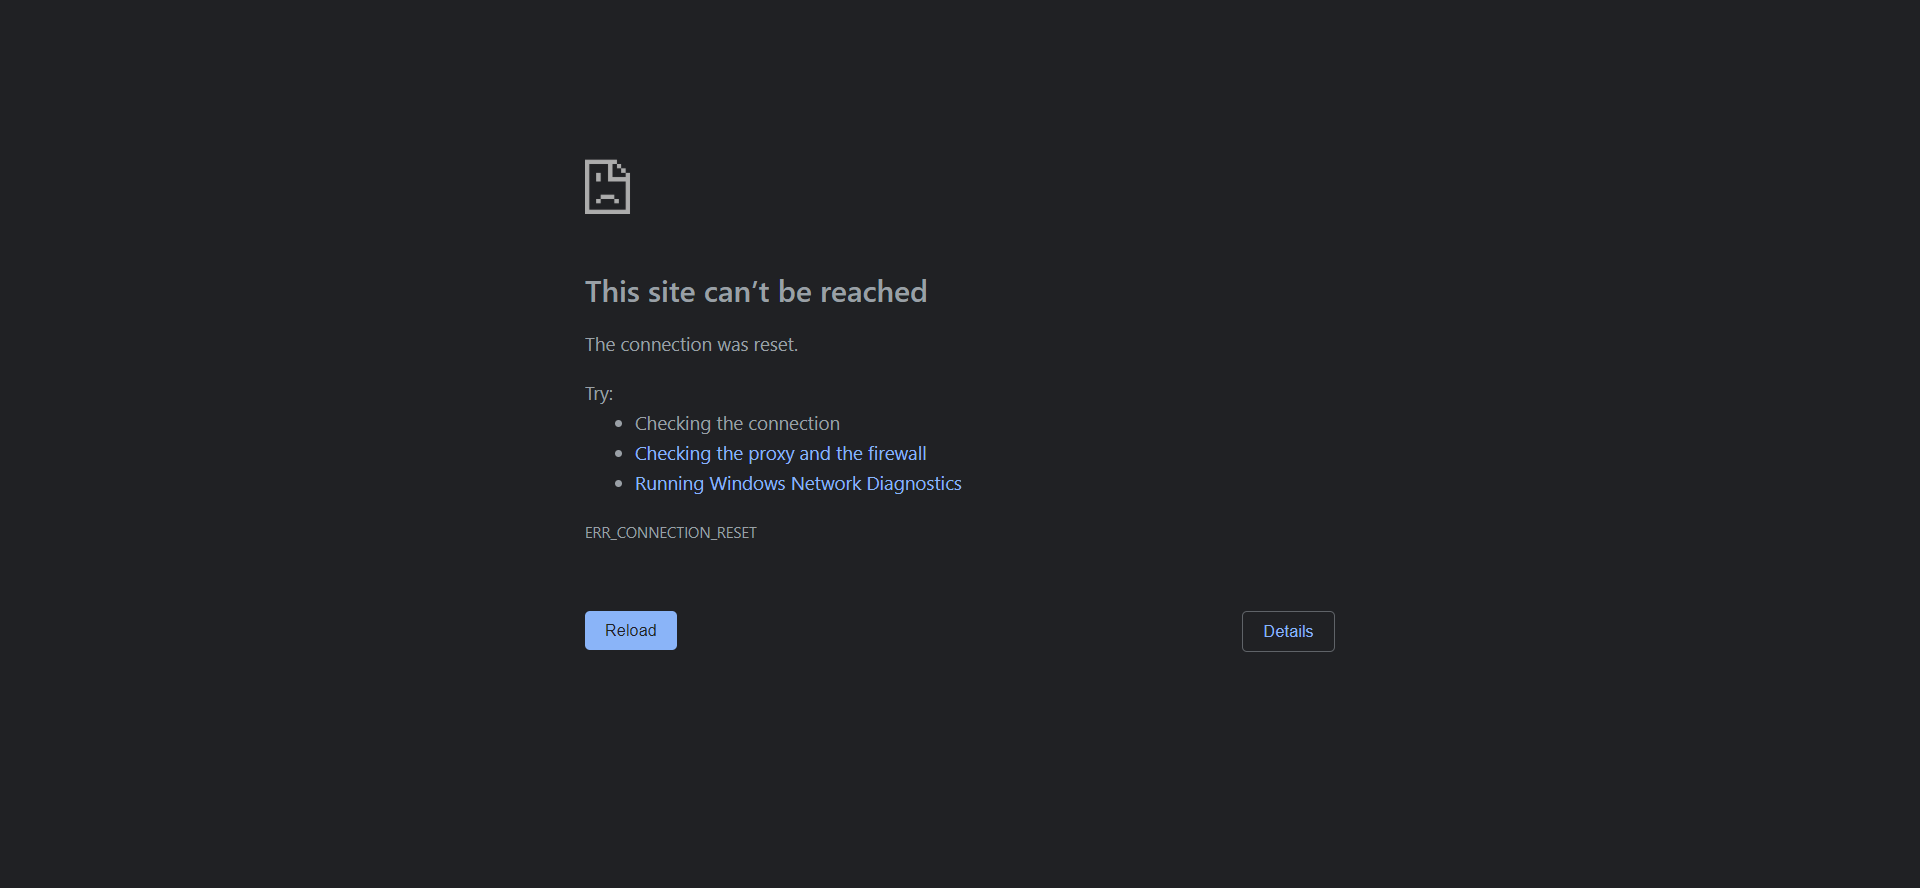 This site can’t be reached
The connection was reset.
Try:
• Checking the connection
• Checking the proxy and the firewall
• Running Windows Network Diagnostics
ERR_CONNECTION_RESET
Reload
Details